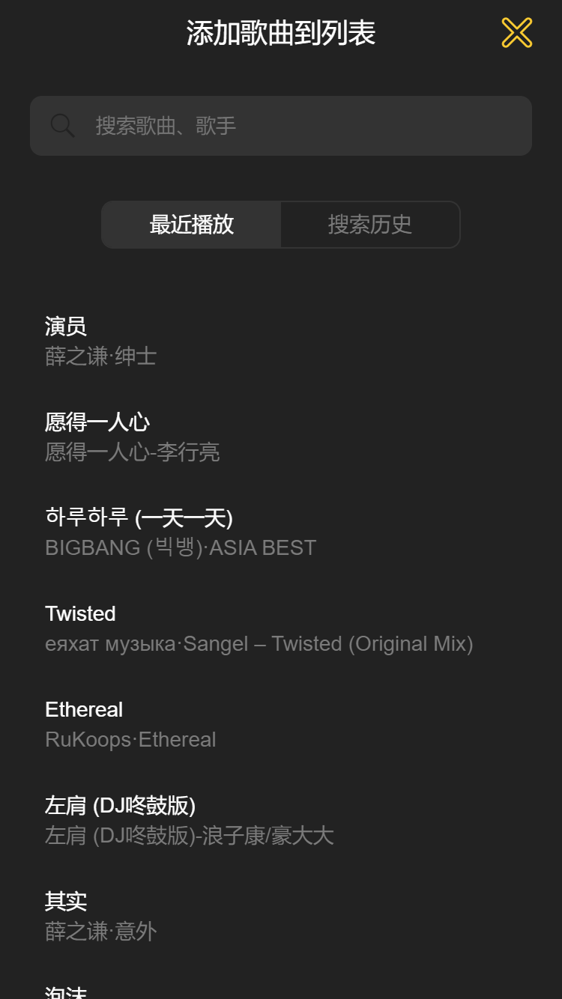 添加歌曲到列表
搜索歌曲、歌手
最近播放
搜索历史
演员
薛之谦·绅士
愿得一人心
愿得一人心-李行亮
하루하루 (一天一天)
BIGBANG (빅뱅)·ASIA BEST
Twisted
еяхат музыка·Sangel – Twisted (Original Mix)
Ethereal
RuKoops·Ethereal
左肩 (DJ咚鼓版)
左肩 (DJ咚鼓版)-浪子康/豪大大
其实
薛之谦·意外
泡沫